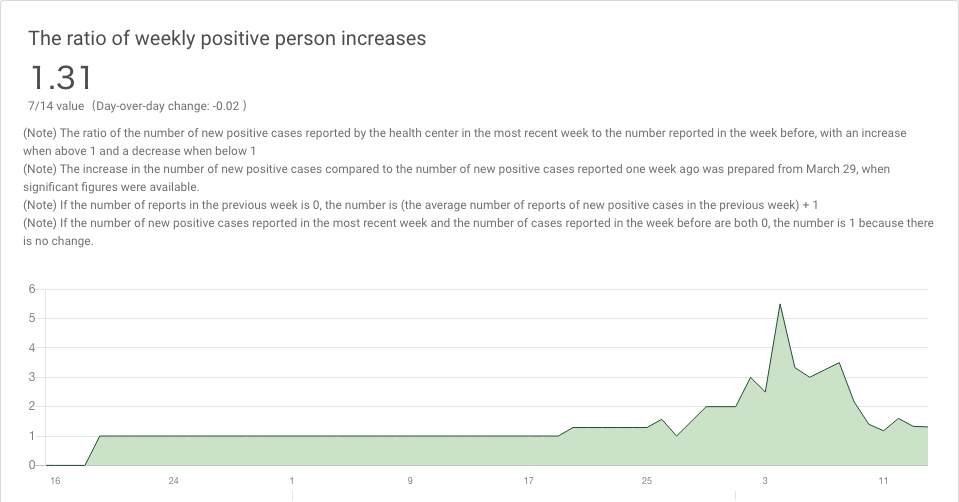 The ratio of weekly positive person increases
1.31
7/14 value（Day-over-day change: -0.02 ）
(Note) The ratio of the number of new positive cases reported by the health center in the most recent week to the number reported in the week before, with an increase
when above 1 and a decrease when below 1
(Note) The increase in the number of new positive cases compared to the number of new positive cases reported one week ago was prepared from March 29, when
significant figures were available.
(Note) If the number of reports in the previous week is 0, the number is (the average number of reports of new positive cases in the previous week) + 1
(Note) If the number of new positive cases reported in the most recent week and the number of cases reported in the week before are both 0, the number is 1 because there
is no change.
6
5
4
3
2
1
0
16 24 1 9 17 25 3 11